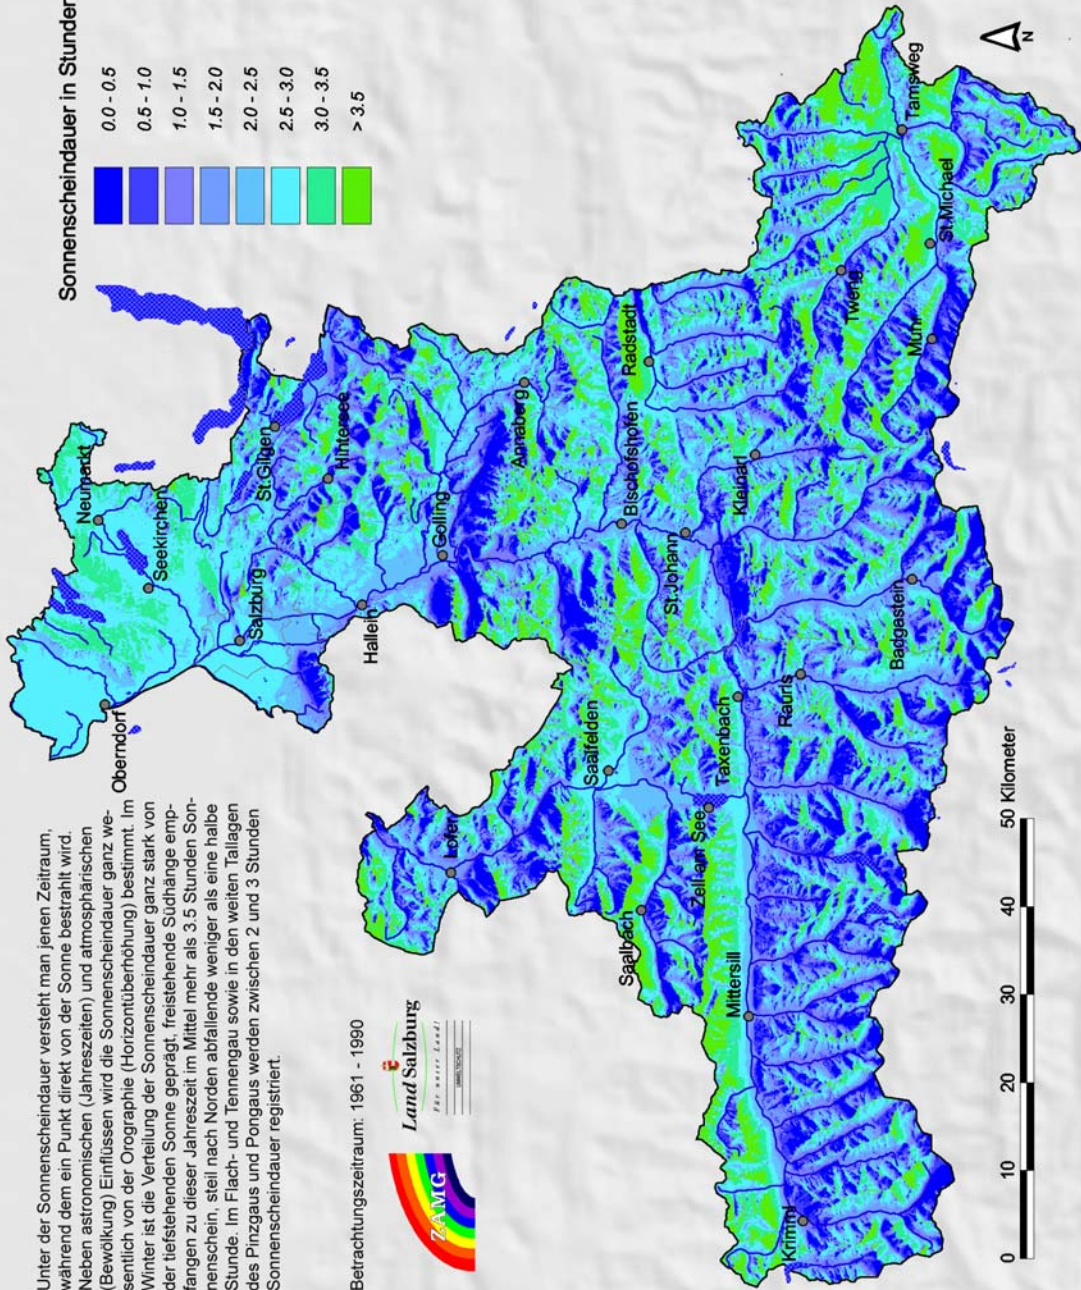 Unter der Sonnenscheindauer versteht man jenen Zeitraum,
während dem ein Punkt direkt von der Sonne bestrahlt wird.
Neben astronomischen (Jahreszeiten) und atmosphärischen
(Bewölkung) Einflüssen wird die Sonnenscheindauer ganz we-
sentlich von der Orographie (Horizontüberhöhung) bestimmt. Im
Winter ist die Verteilung der Sonnenscheindauer ganz stark von
der tiefstehenden Sonne geprägt, freistehende Südhänge emp-
fangen zu dieser Jahreszeit im Mittel mehr als 3.5 Stunden Son-
nenschein, steil nach Norden abfallende weniger als eine halbe
Stunde. Im Flach- und Tennengau sowie in den weiten Tallagen
des Pinzgaus und Pongaus werden zwischen 2 und 3 Stunden
Sonnenscheindauer registriert.
Betrachtungszeitraum: 1961 - 1990
ZAMG
Land Salzburg
Für unser Land!
UMWELTSCHUTZ
Sonnenscheindauer in Stunden
0.0 - 0.5
0.5 - 1.0
1.0 - 1.5
1.5 - 2.0
2.0 - 2.5
2.5 - 3.0
3.0 - 3.5
> 3.5
Oberndorf
Neumarkt
Seekirchen
Salzburg
St.Gilgen
Hintersee
Hallein
Golling
Annaberg
Lofer
Saalfelden
Bischofshofen
Radstadt
Saalbach
Zell am See
Taxenbach
St.Johann
Kleinarl
Mittersill
Rauris
Badgastein
Krimml
Tweng
Muhr
St.Michael
Tamsweg
N
0
10
20
30
40
50 Kilometer